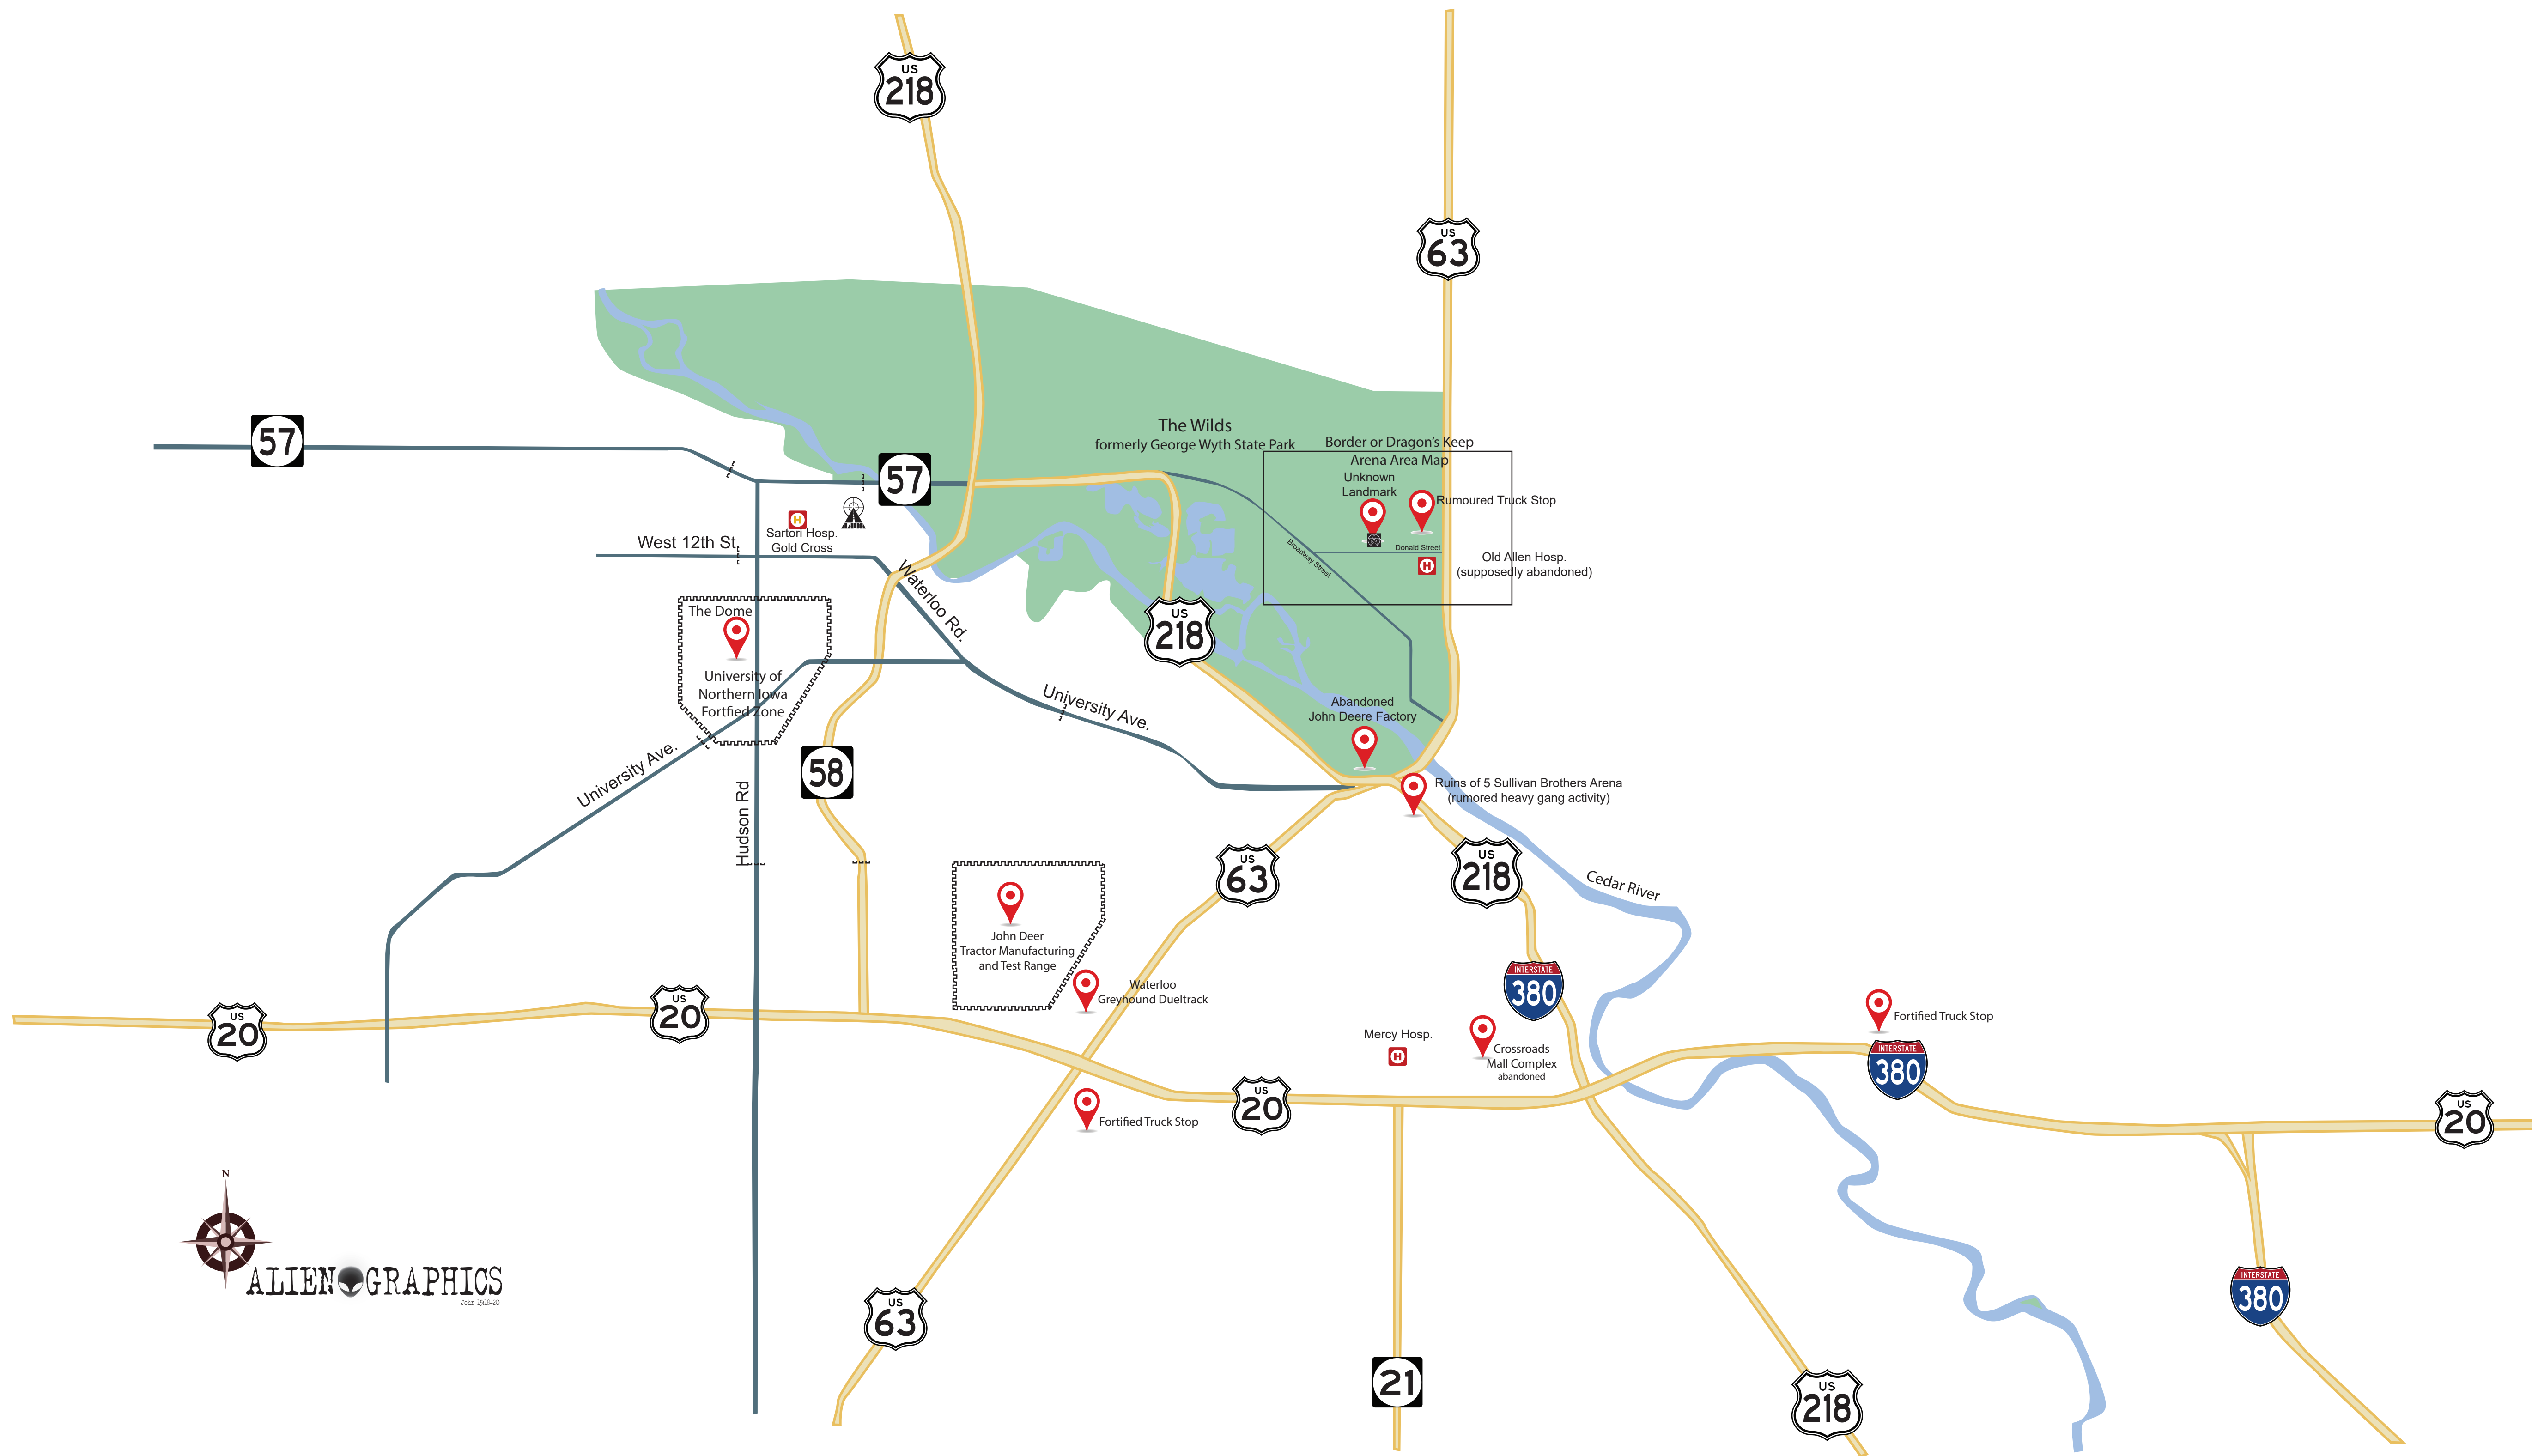 US
218
US
63
57
The Wilds
formerly George Wyth State Park
Border or Dragon's Keep
Arena Area Map
Unknown
Landmark
Rumoured Truck Stop
57
Sartori Hosp.
Gold Cross
West 12th St.
Waterloo Rd.
Broadway Street
Donald Street
H
H
Old Allen Hosp.
(supposedly abandoned)
The Dome
University of
Northern Iowa
Fortfied Zone
US
218
University Ave.
Abandoned
John Deere Factory
University Ave.
Hudson Rd
58
Ruins of 5 Sullivan Brothers Arena
(rumored heavy gang activity)
US
63
US
218
Cedar River
John Deer
Tractor Manufacturing
and Test Range
Waterloo
Greyhound Dueltrack
INTERSTATE
380
US
20
US
20
Fortified Truck Stop
Mercy Hosp.
H
Crossroads
Mall Complex
abandoned
INTERSTATE
380
Fortified Truck Stop
US
20
US
20
N
ALIEN GRAPHICS
John 15:18-20
US
63
21
INTERSTATE
380
US
218